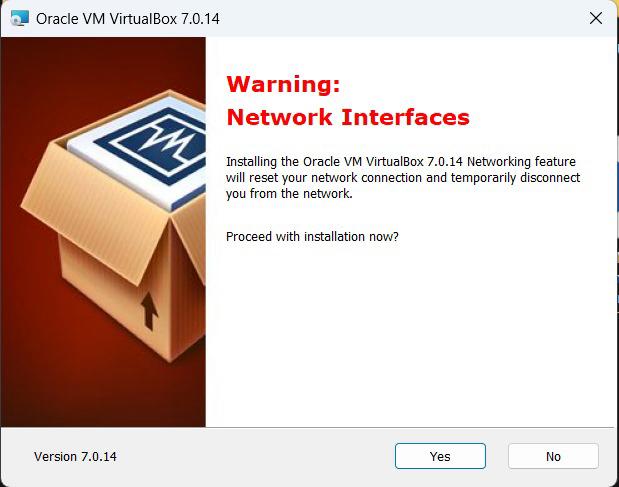 Oracle VM VirtualBox 7.0.14
Warning:
Network Interfaces
Installing the Oracle VM VirtualBox 7.0.14 Networking feature
will reset your network connection and temporarily disconnect
you from the network.
Proceed with installation now?
Version 7.0.14
Yes
No